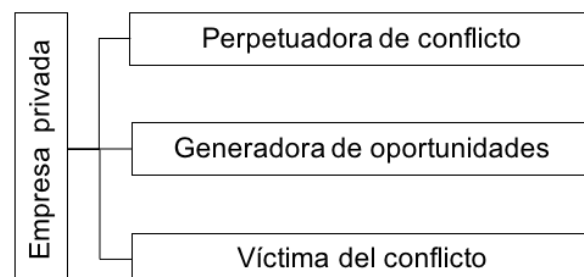 Empresa privada
Perpetuadora de conflicto
Generadora de oportunidades
Víctima del conflicto